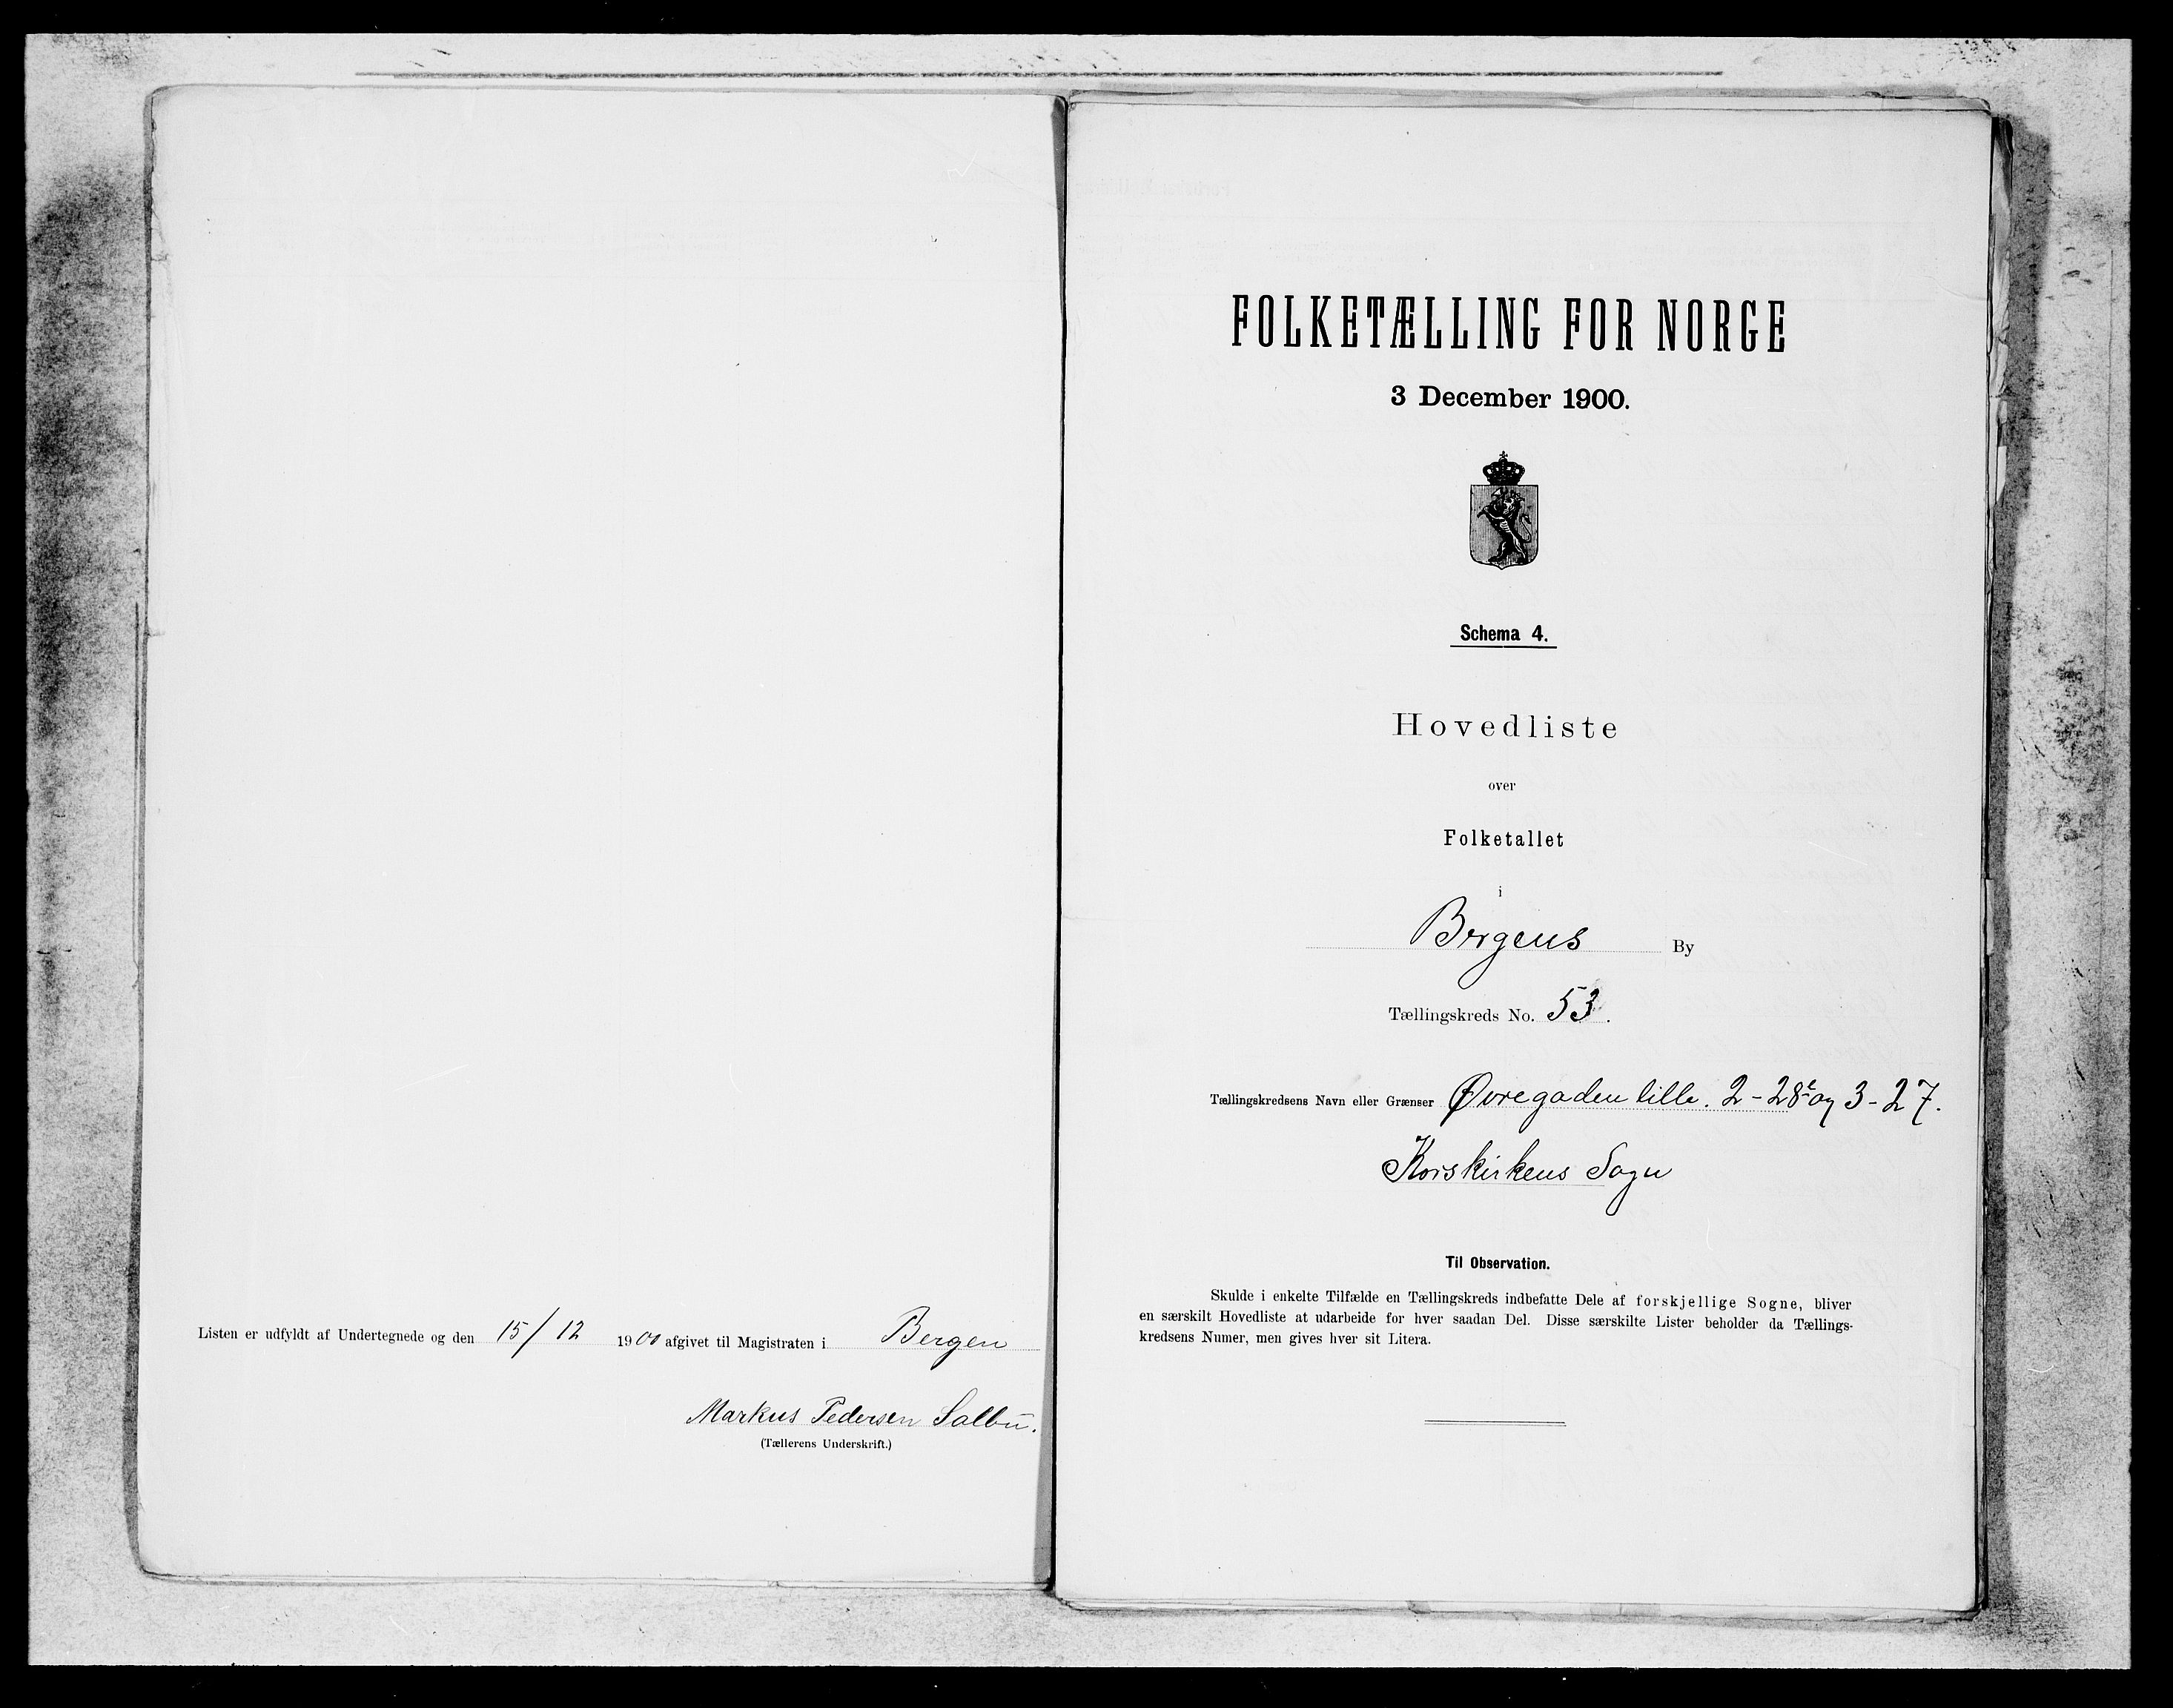 Listen er udfyldt af Undertegnede og den 15/12 1900 afgivet til Magistraten i Bergen
Markus Pedersen Salbu.
(Tællerens Underskrift.)
FOLKETÆLLING FOR NORGE
3 December 1900.
Schema 4.
Hovedliste
over
Folketallet
i
Bergens By
Tællingskreds No. 53.
Tællingskredsens Navn eller Grænser Øvregaden lille. 2-28e og 3-27.
Korskirkens Sogn
Til Observation.
Skulde i enkelte Tilfælde en Tællingskreds indbefatte Dele af forskjellige Sogne, bliver
en særskilt Hovedliste at udarbeide for hver saadan Del. Disse særskilte Lister beholder da Tællings-
kredsens Numer, men gives hver sit Litera.